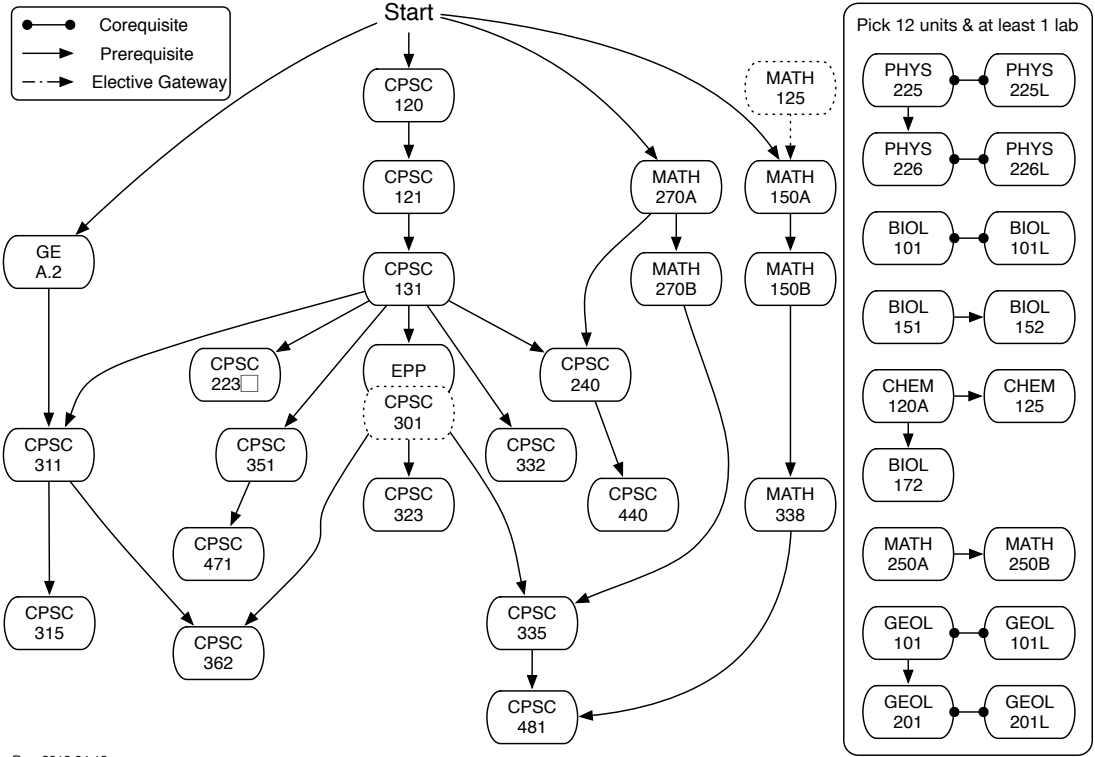 Start
Corequisite
Prerequisite
Elective Gateway
CPSC
120
MATH
125
CPSC
121
MATH
270A
MATH
150A
GE
A.2
CPSC
131
MATH
270B
MATH
150B
CPSC
223
EPP
CPSC
301
CPSC
240
CPSC
311
CPSC
351
CPSC
332
CPSC
323
CPSC
440
MATH
338
CPSC
471
CPSC
315
CPSC
362
CPSC
335
CPSC
481
Pick 12 units & at least 1 lab
PHYS
225
PHYS
225L
PHYS
226
PHYS
226L
BIOL
101
BIOL
101L
BIOL
151
BIOL
152
CHEM
120A
CHEM
125
BIOL
172
MATH
250A
MATH
250B
GEOL
101
GEOL
101L
GEOL
201
GEOL
201L